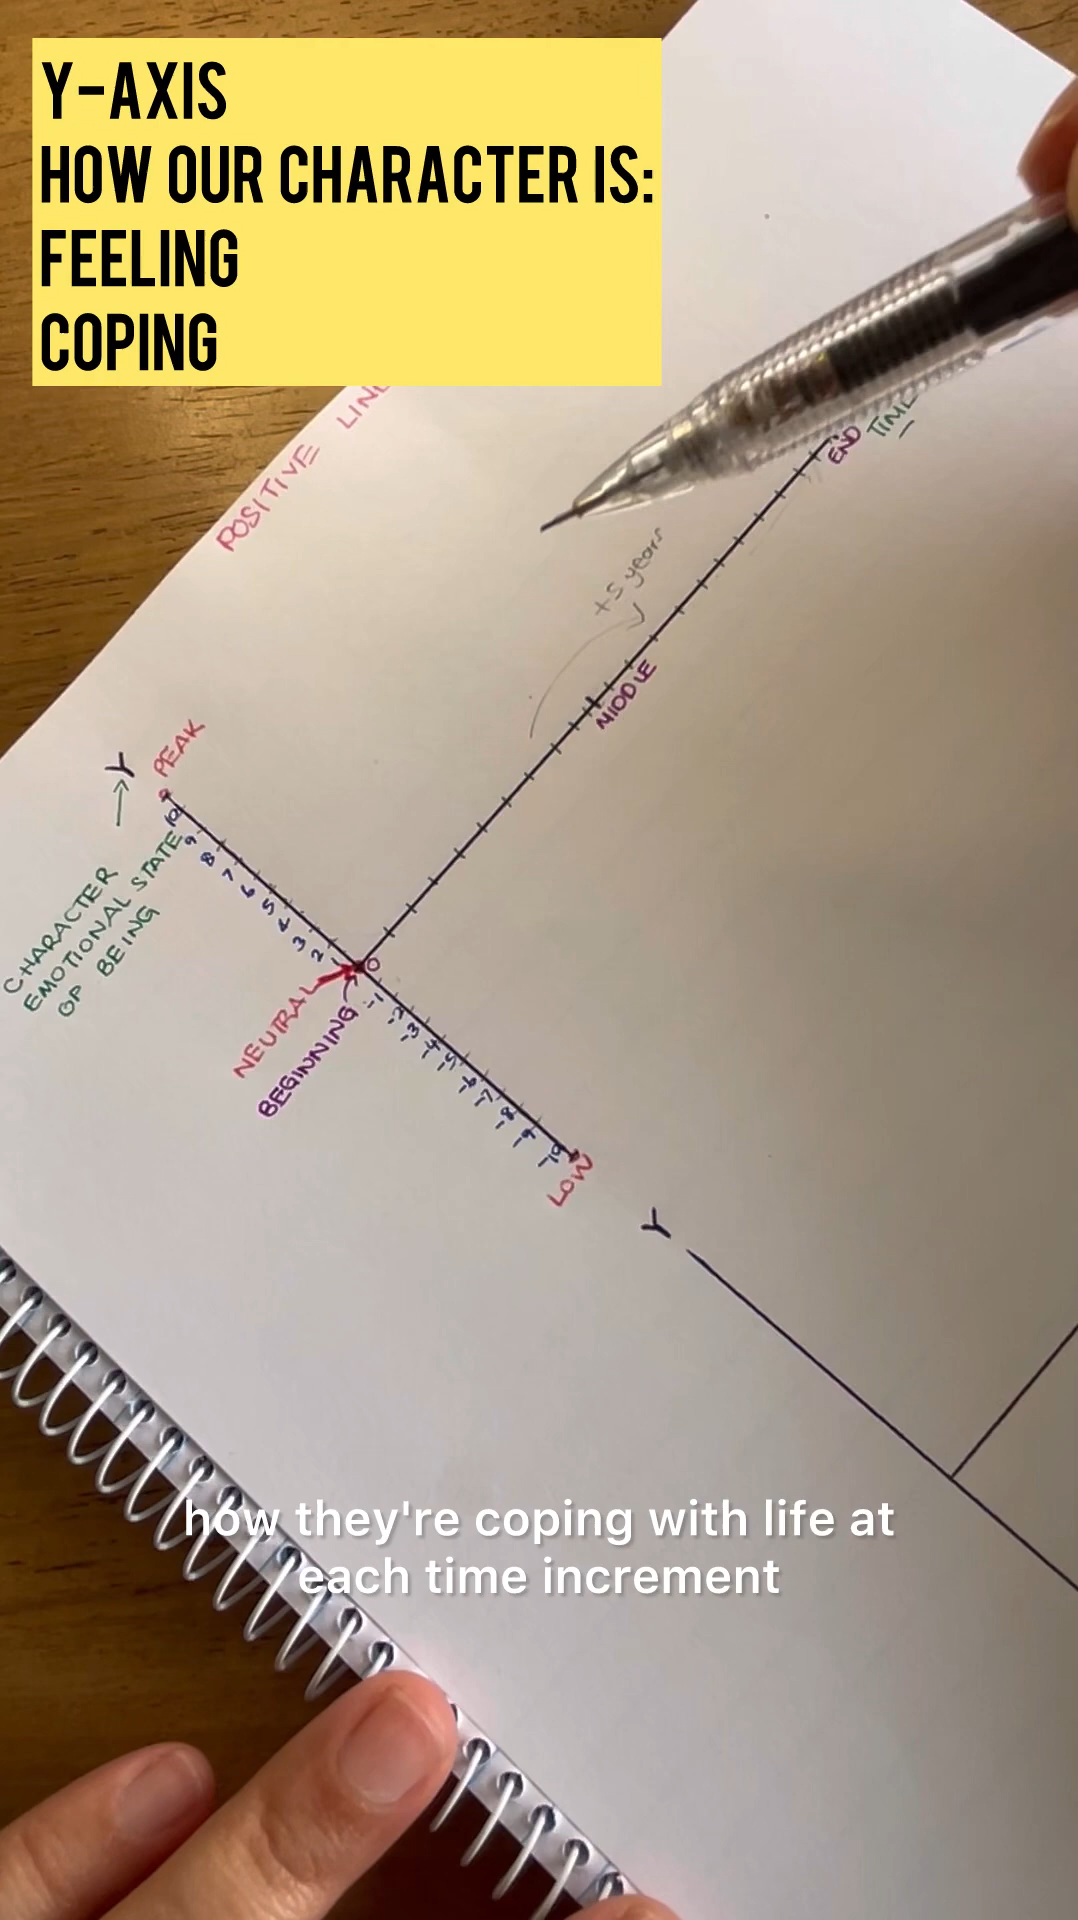 Y-AXIS
HOW OUR CHARACTER IS:
FEELING
COPING
POSITIVE
END
TIME
+5 years
MIDDLE
Y
PEAK
CHARACTER
EMOTIONAL STATE
OF BEING
10
9
8
7
6
5
4
3
2
1
0
NEUTRAL
BEGINNING
-1
-2
-3
-4
-5
-6
-7
-8
-9
-10
LOW
Y
how they're coping with life at
each time increment